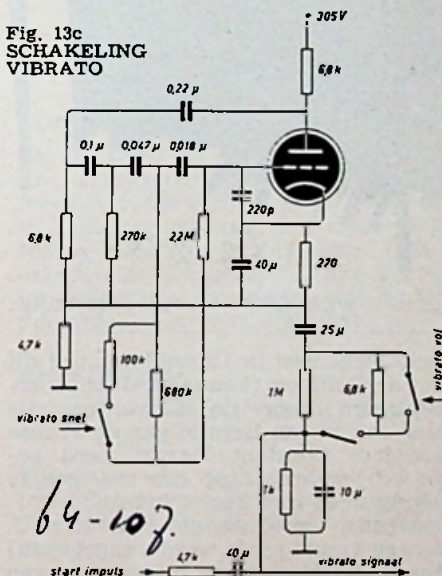 Fig. 13c
SCHAKELING
VIBRATO
+ 305V
6,8k
0,22 µ
0,1 µ
0,047 µ
0,018 µ
220p
6,8k
270k
2,2M
40 µ
270
25 µ
4,7k
100k
680k
1M
6,8k
vibrato vol
vibrato snel
1k
10 µ
64-10J.
4,7k
40 µ
start impuls
vibrato signaal